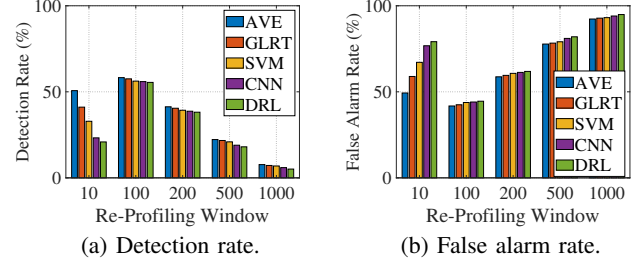 Detection Rate (%)
100
50
0
AVE
GLRT
SVM
CNN
DRL
10 100 200 500 1000
Re-Profiling Window
(a) Detection rate.
False Alarm Rate (%)
100
50
0
AVE
GLRT
SVM
CNN
DRL
10 100 200 500 1000
Re-Profiling Window
(b) False alarm rate.